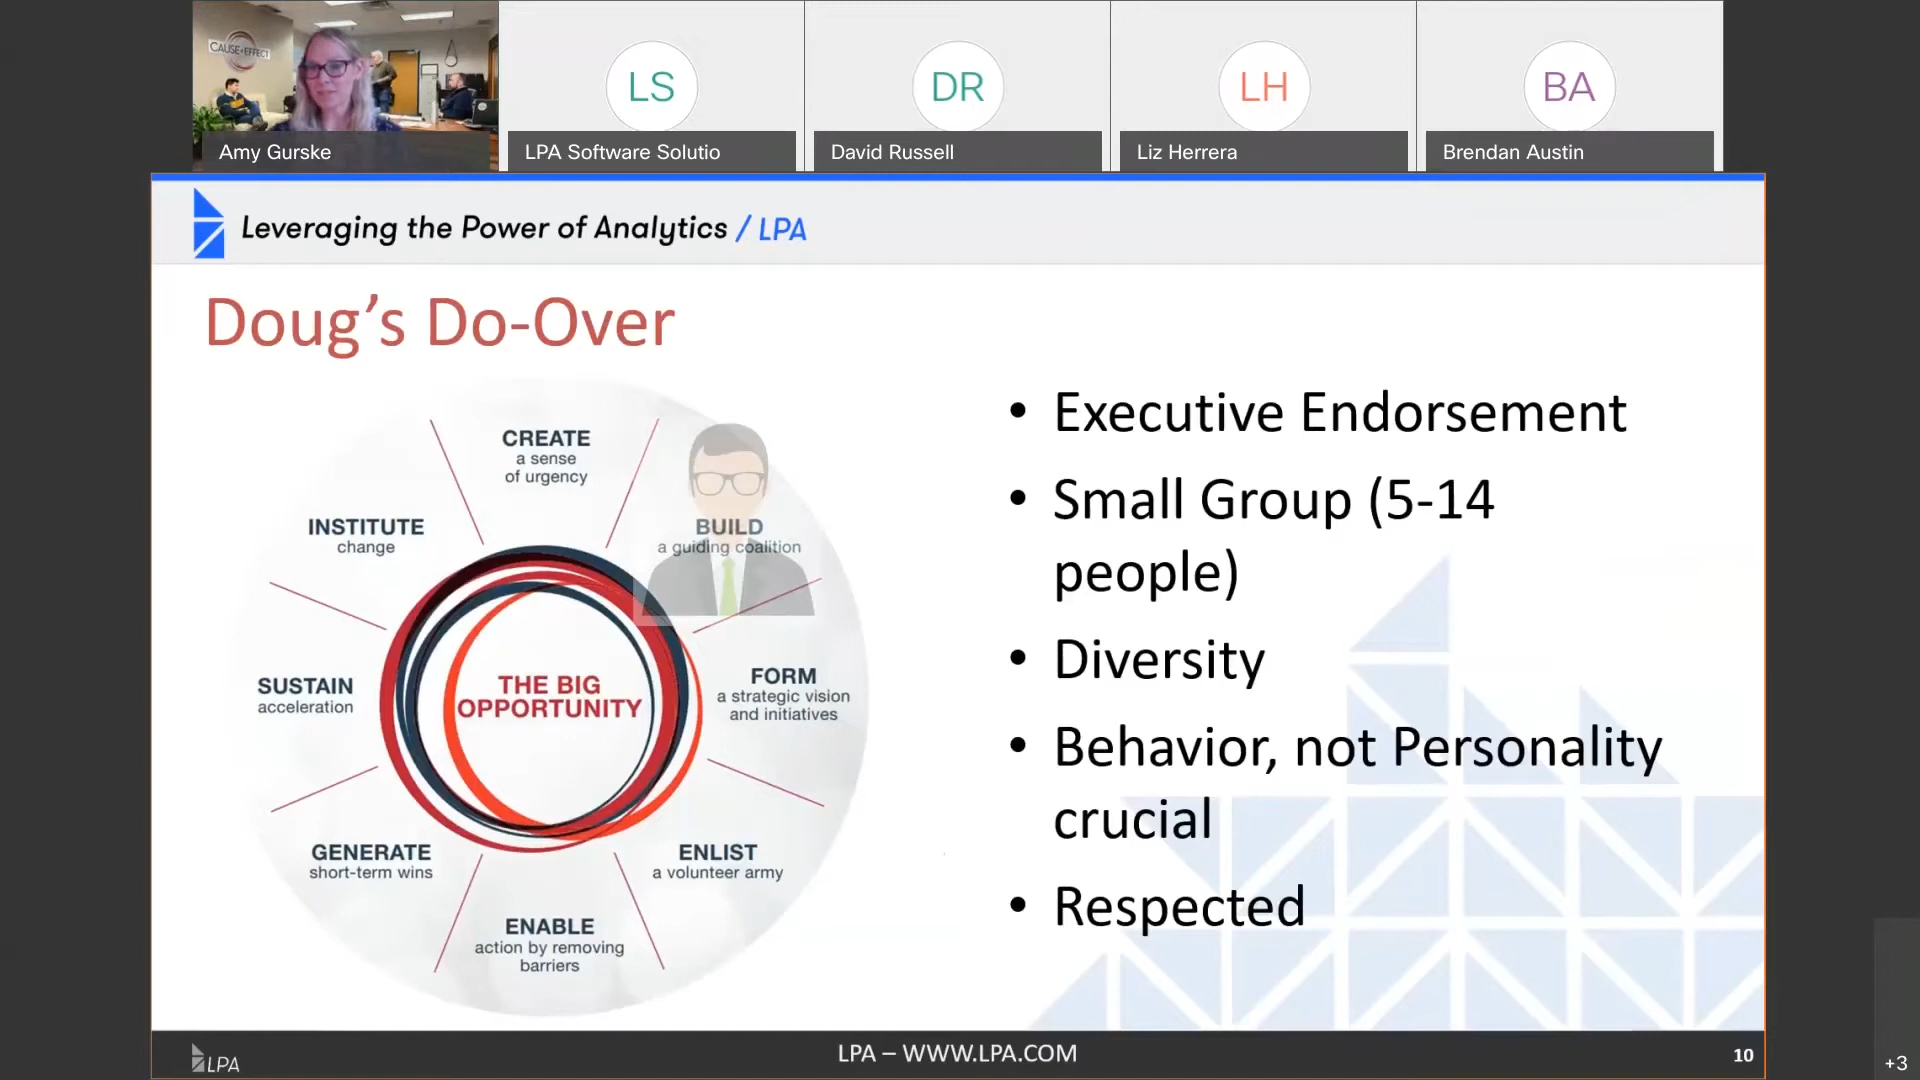 CAUSE+EFFECT
LS
DR
LH
BA
Amy Gurske
LPA Software Solutio
David Russell
Liz Herrera
Brendan Austin
Leveraging the Power of Analytics / LPA
Doug’s Do-Over
CREATE
a sense
of urgency
BUILD
a guiding coalition
FORM
a strategic vision
and initiatives
ENLIST
a volunteer army
ENABLE
action by removing
barriers
GENERATE
short-term wins
SUSTAIN
acceleration
INSTITUTE
change
THE BIG
OPPORTUNITY
• Executive Endorsement
• Small Group (5-14
people)
• Diversity
• Behavior, not Personality
crucial
• Respected
LPA
LPA – WWW.LPA.COM
10
+3